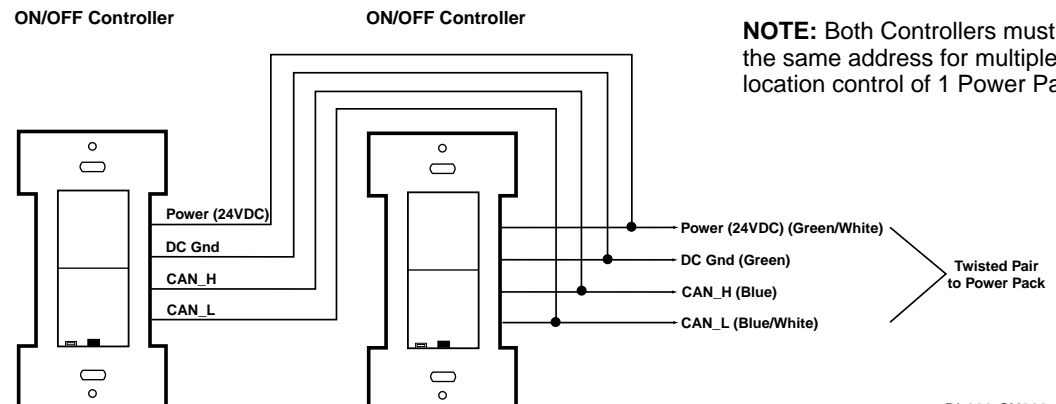 ON/OFF Controller
ON/OFF Controller
NOTE: Both Controllers must
the same address for multiple
location control of 1 Power
Power (24VDC)
DC Gnd
CAN_H
CAN_L
Power (24VDC) (Green/White)
DC Gnd (Green)
CAN_H (Blue)
CAN_L (Blue/White)
Twisted Pair
to Power Pack